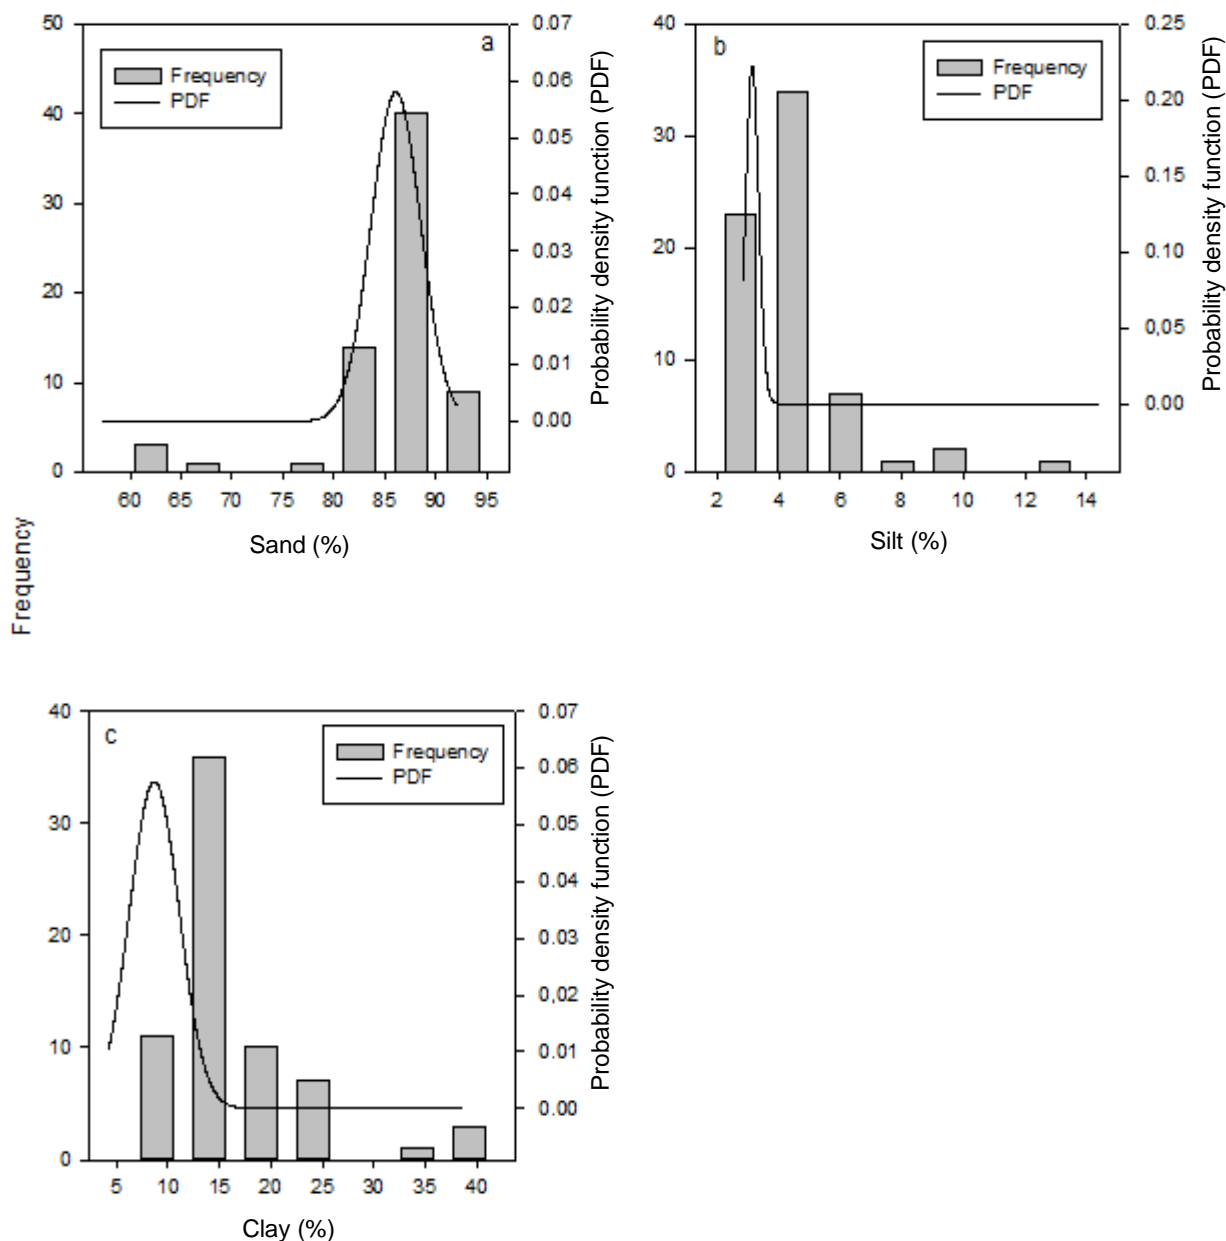 50
40
30
20
10
0
a
Frequency
PDF
0.07
0.06
0.05
0.04
0.03
0.02
0.01
0.00
Probability density function (PDF)
60 65 70 75 80 85 90 95
Sand (%)
40
30
20
10
0
b
Frequency
PDF
0.25
0.20
0.15
0.10
0,05
0.00
Probability density function (PDF)
2 4 6 8 10 12 14
Silt (%)
Frequency
40
30
20
10
0
c
Frequency
PDF
0.07
0.06
0.05
0.04
0.03
0,02
0.01
0.00
Probability density function (PDF)
5 10 15 20 25 30 35 40
Clay (%)